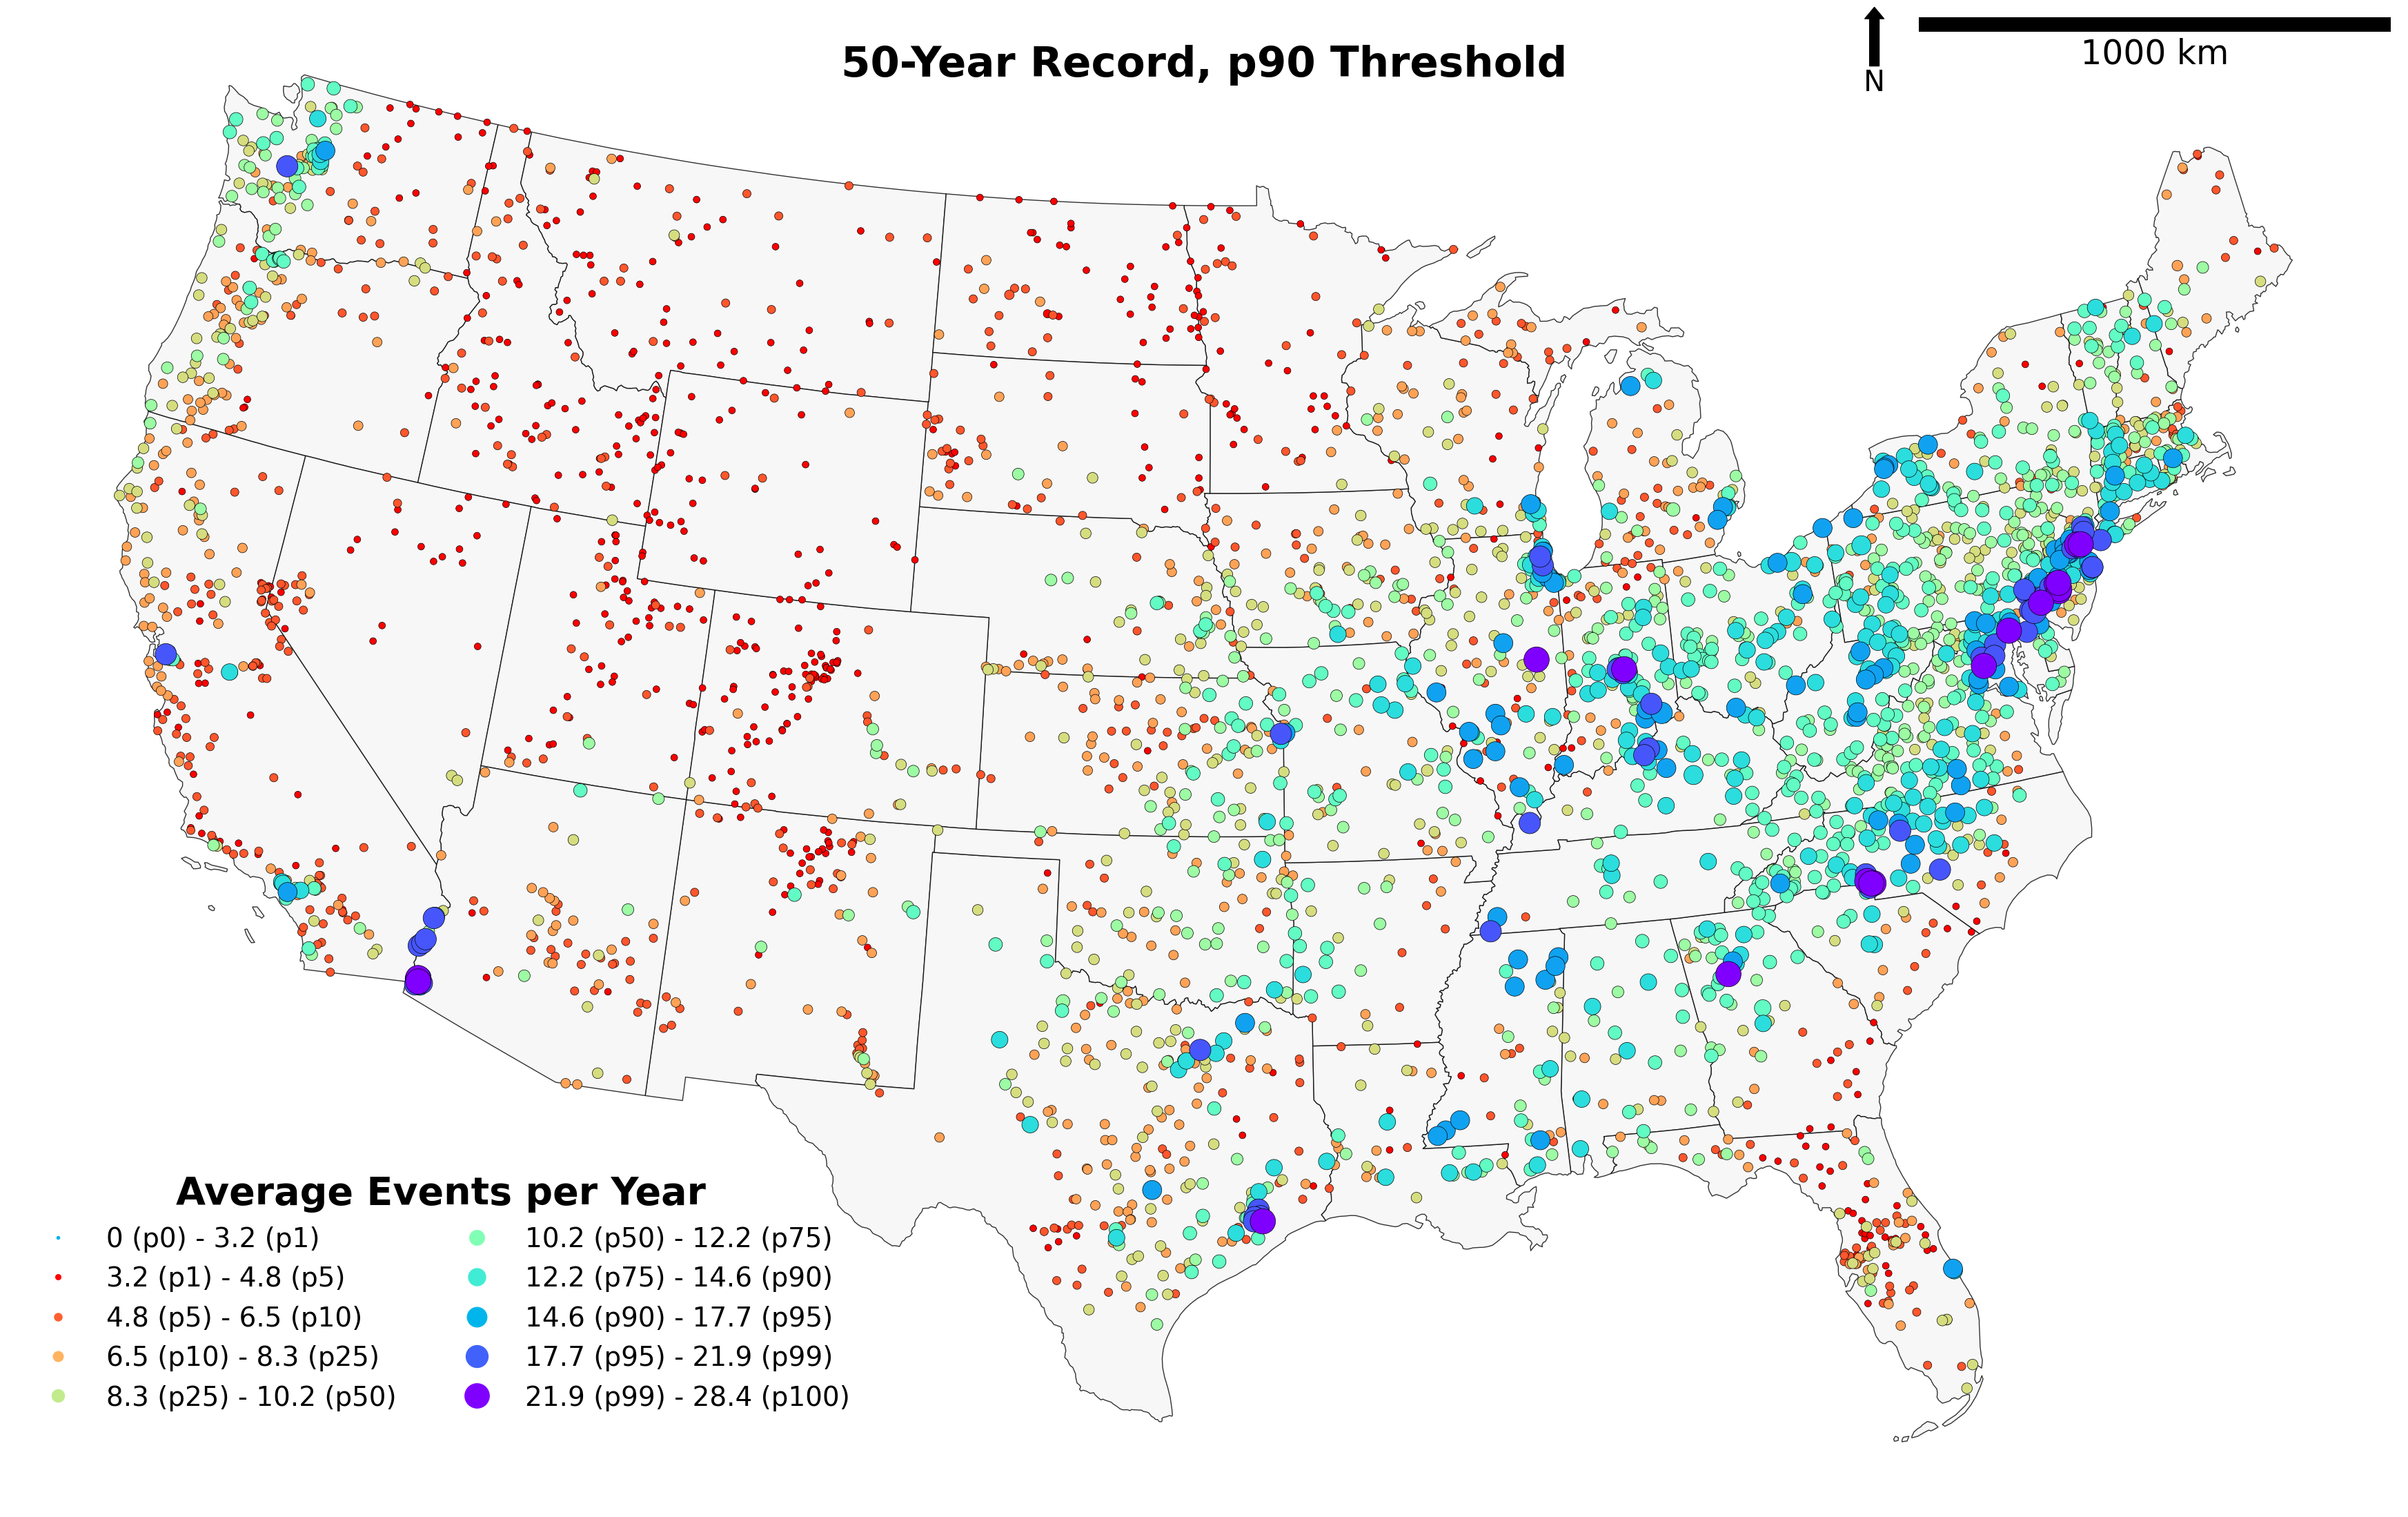 50-Year Record, p90 Threshold
N
1000 km
Average Events per Year
0 (p0) - 3.2 (p1)
3.2 (p1) - 4.8 (p5)
4.8 (p5) - 6.5 (p10)
6.5 (p10) - 8.3 (p25)
8.3 (p25) - 10.2 (p50)
10.2 (p50) - 12.2 (p75)
12.2 (p75) - 14.6 (p90)
14.6 (p90) - 17.7 (p95)
17.7 (p95) - 21.9 (p99)
21.9 (p99) - 28.4 (p100)